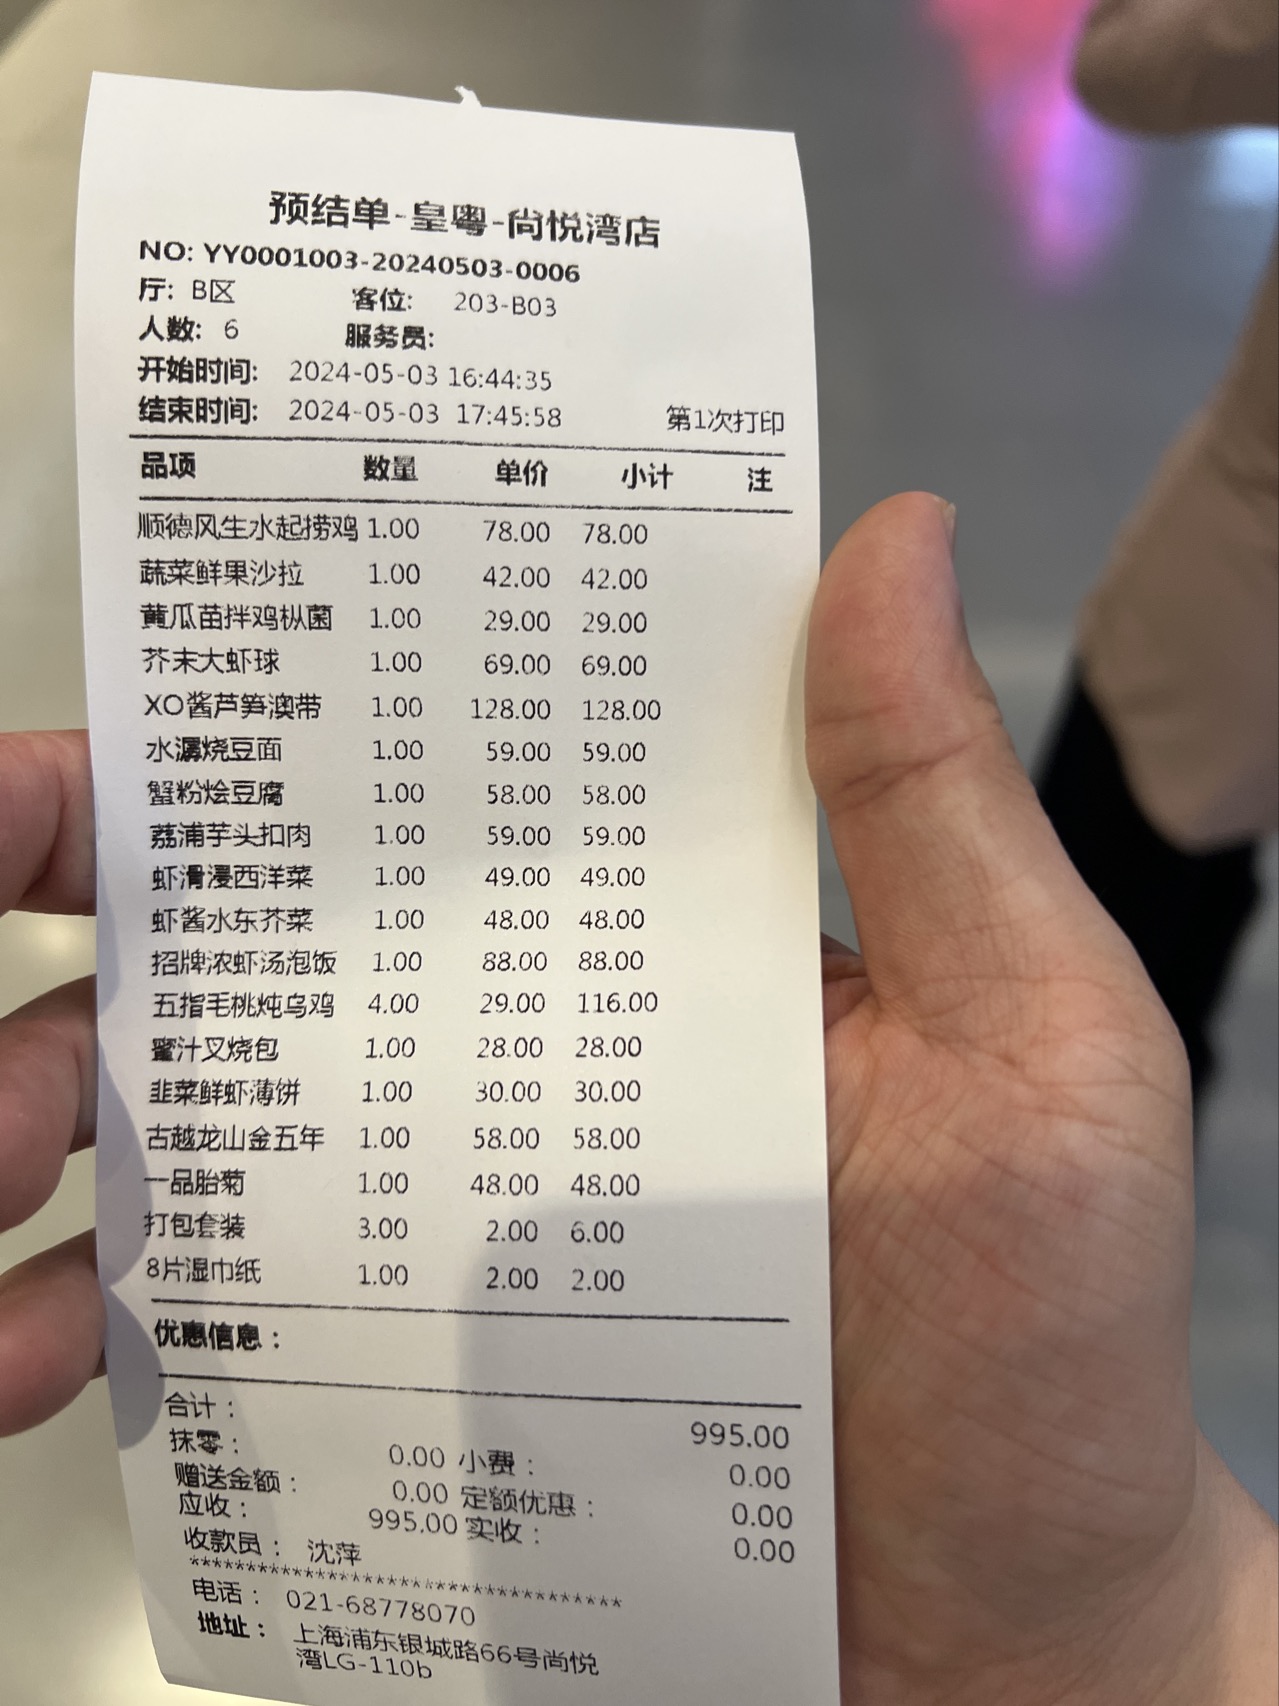 预结单-皇粤-尚悦湾店
NO: YY0001003-20240503-0006
厅: B区 客位: 203-B03
人数: 6 服务员:
开始时间: 2024-05-03 16:44:35
结束时间: 2024-05-03 17:45:58 第1次打印
品项 数量 单价 小计 注
顺德风生水起捞鸡 1.00 78.00 78.00
蔬菜鲜果沙拉 1.00 42.00 42.00
黄瓜苗拌鸡枞菌 1.00 29.00 29.00
芥末大虾球 1.00 69.00 69.00
XO酱芦笋澳带 1.00 128.00 128.00
水潺烧豆面 1.00 59.00 59.00
蟹粉烩豆腐 1.00 58.00 58.00
荔浦芋头扣肉 1.00 59.00 59.00
虾滑浸西洋菜 1.00 49.00 49.00
虾酱水东芥菜 1.00 48.00 48.00
招牌浓虾汤泡饭 1.00 88.00 88.00
五指毛桃炖乌鸡 4.00 29.00 116.00
蜜汁叉烧包 1.00 28.00 28.00
韭菜鲜虾薄饼 1.00 30.00 30.00
古越龙山金五年 1.00 58.00 58.00
一品胎菊 1.00 48.00 48.00
打包套装 3.00 2.00 6.00
8片湿巾纸 1.00 2.00 2.00
优惠信息：
合计： 995.00
抹零： 0.00 小费： 0.00
赠送金额： 0.00 定额优惠： 0.00
应收： 995.00 实收： 0.00
收款员： 沈萍
**************************************
电话： 021-68778070
地址： 上海浦东银城路66号尚悦
湾LG-110b